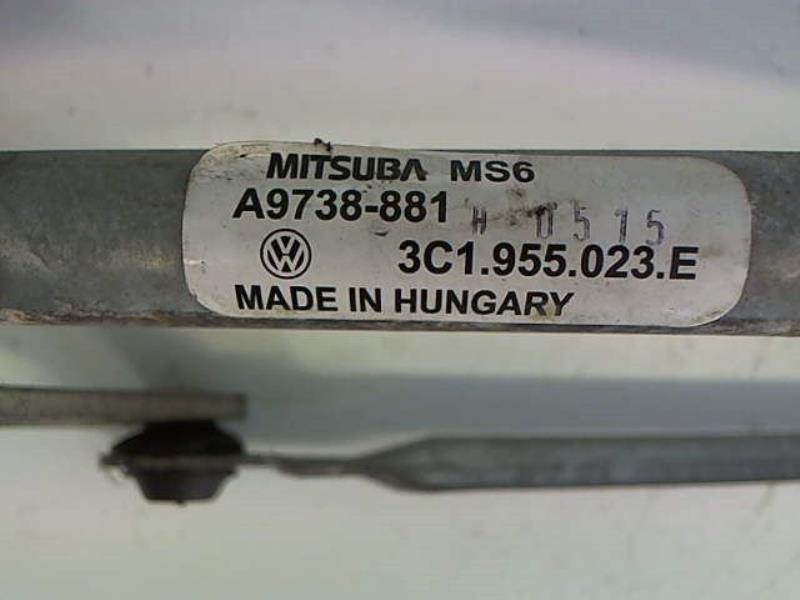 MITSUBA MS6
A9738-881 H 0515
3C1.955.023.E
MADE IN HUNGARY